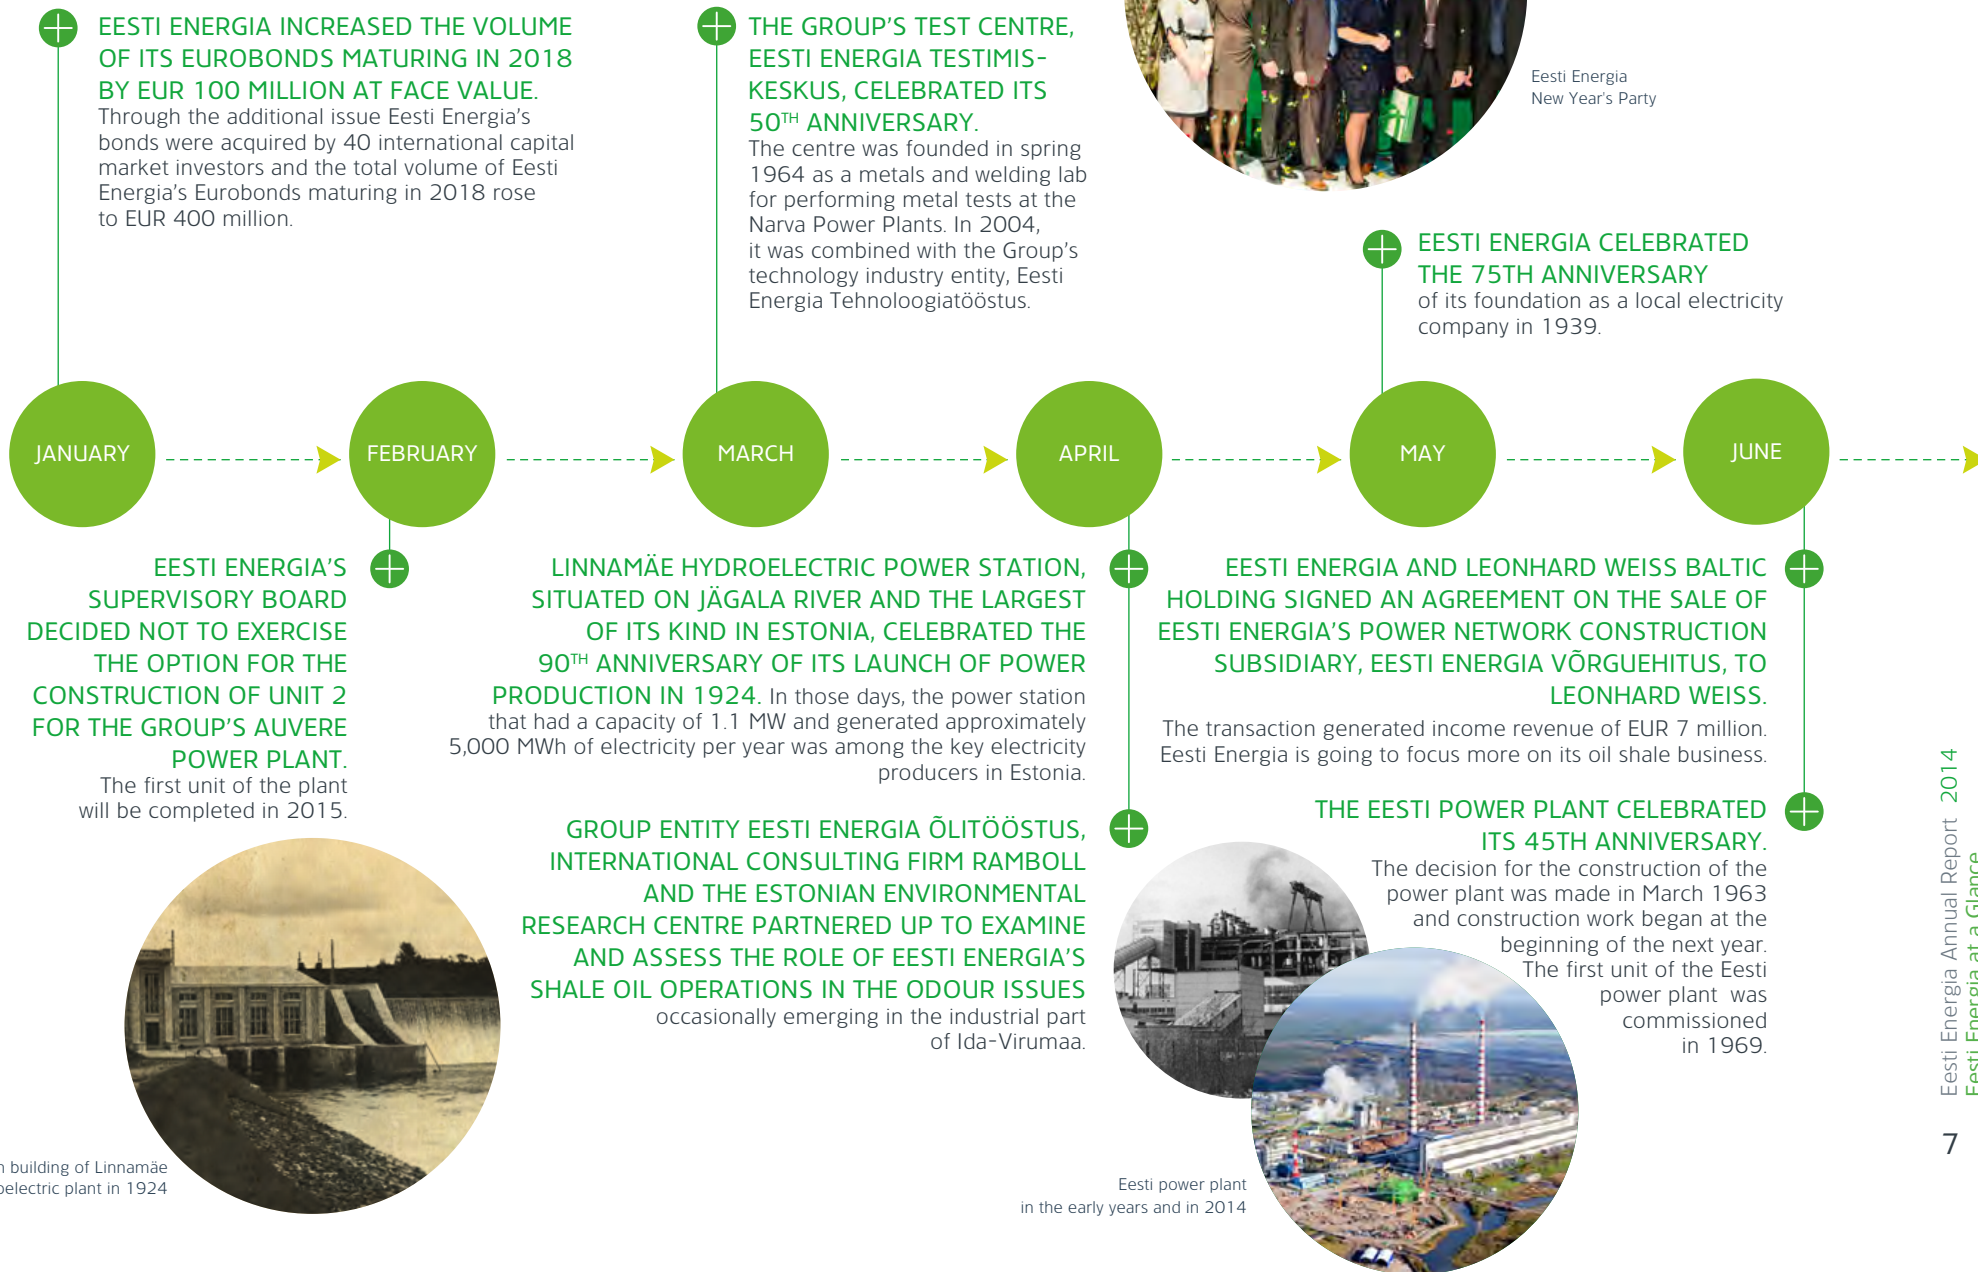 EESTI ENERGIA INCREASED THE VOLUME
OF ITS EUROBONDS MATURING IN 2018
BY EUR 100 MILLION AT FACE VALUE.
Through the additional issue Eesti Energia's
bonds were acquired by 40 international capital
market investors and the total volume of Eesti
Energia's Eurobonds maturing in 2018 rose
to EUR 400 million.
THE GROUP'S TEST CENTRE,
EESTI ENERGIA TESTIMIS-
KESKUS, CELEBRATED ITS
50TH ANNIVERSARY.
The centre was founded in spring
1964 as a metals and welding lab
for performing metal tests at the
Narva Power Plants. In 2004,
it was combined with the Group's
technology industry entity, Eesti
Energia Tehnoloogiatööstus.
Eesti Energia
New Year's Party
EESTI ENERGIA CELEBRATED
THE 75TH ANNIVERSARY
of its foundation as a local electricity
company in 1939.
JANUARY
FEBRUARY
MARCH
APRIL
MAY
JUNE
EESTI ENERGIA'S
SUPERVISORY BOARD
DECIDED NOT TO EXERCISE
THE OPTION FOR THE
CONSTRUCTION OF UNIT 2
FOR THE GROUP'S AUVERE
POWER PLANT.
The first unit of the plant
will be completed in 2015.
LINNAMÄE HYDROELECTRIC POWER STATION,
SITUATED ON JÄGALA RIVER AND THE LARGEST
OF ITS KIND IN ESTONIA, CELEBRATED THE
90TH ANNIVERSARY OF ITS LAUNCH OF POWER
PRODUCTION IN 1924. In those days, the power station
that had a capacity of 1.1 MW and generated approximately
5,000 MWh of electricity per year was among the key electricity
producers in Estonia.
GROUP ENTITY EESTI ENERGIA ÕLITÖÖSTUS,
INTERNATIONAL CONSULTING FIRM RAMBOLL
AND THE ESTONIAN ENVIRONMENTAL
RESEARCH CENTRE PARTNERED UP TO EXAMINE
AND ASSESS THE ROLE OF EESTI ENERGIA'S
SHALE OIL OPERATIONS IN THE ODOUR ISSUES
occasionally emerging in the industrial part
of Ida-Virumaa.
EESTI ENERGIA AND LEONHARD WEISS BALTIC
HOLDING SIGNED AN AGREEMENT ON THE SALE OF
EESTI ENERGIA'S POWER NETWORK CONSTRUCTION
SUBSIDIARY, EESTI ENERGIA VÕRGUEHITUS, TO
LEONHARD WEISS.
The transaction generated income revenue of EUR 7 million.
Eesti Energia is going to focus more on its oil shale business.
THE EESTI POWER PLANT CELEBRATED
ITS 45TH ANNIVERSARY.
The decision for the construction of the
power plant was made in March 1963
and construction work began at the
beginning of the next year.
The first unit of the Eesti
power plant was
commissioned
in 1969.
building of Linnamäe
plant in 1924
Eesti power plant
in the early years and in 2014
Eesti Energia Annual Report 2014
Eesti Energia at a Glance
7